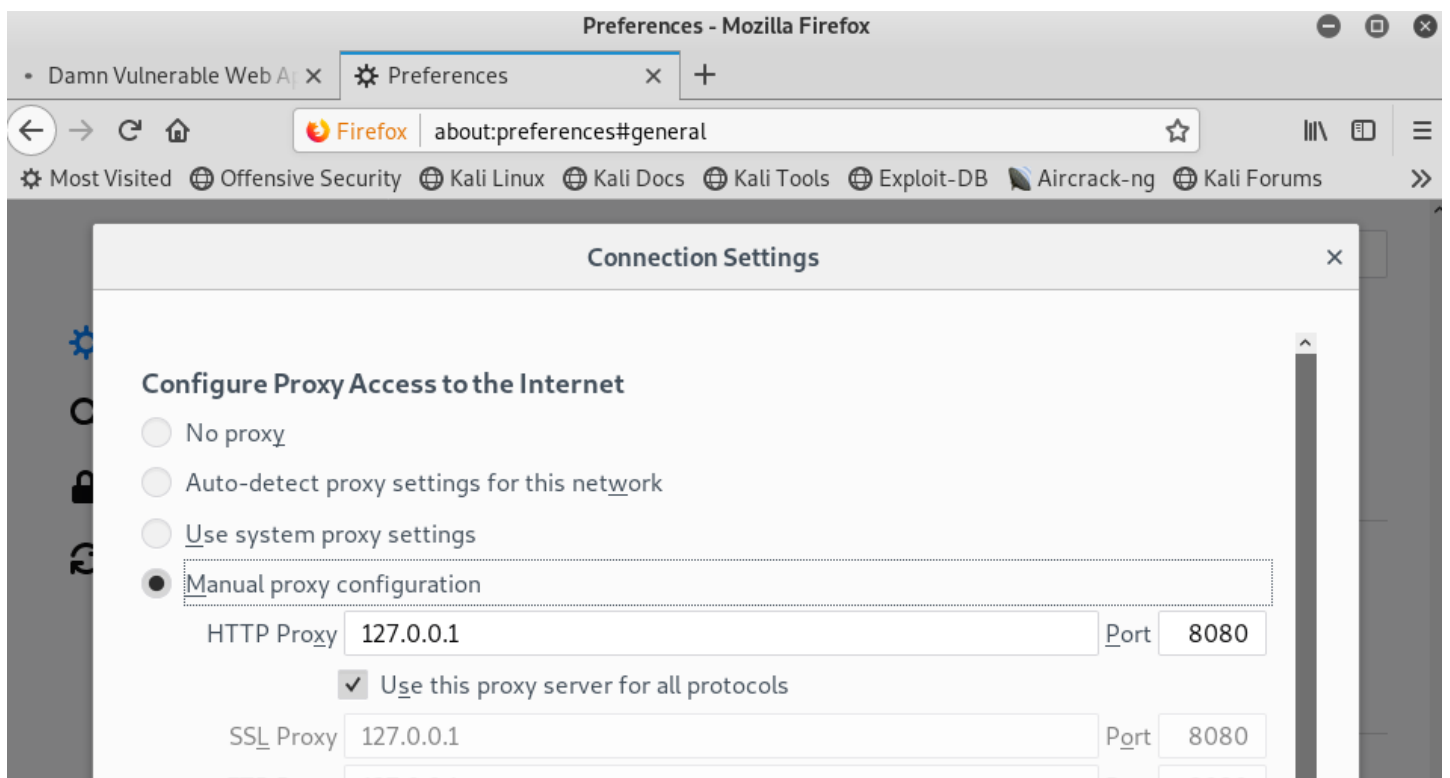 Preferences - Mozilla Firefox
Damn Vulnerable Web Ap
Preferences
Firefox about:preferences#general
Most Visited Offensive Security Kali Linux Kali Docs Kali Tools Exploit-DB Aircrack-ng Kali Forums
Connection Settings
Configure Proxy Access to the Internet
No proxy
Auto-detect proxy settings for this network
Use system proxy settings
Manual proxy configuration
HTTP Proxy 127.0.0.1 Port 8080
Use this proxy server for all protocols
SSL Proxy 127.0.0.1 Port 8080